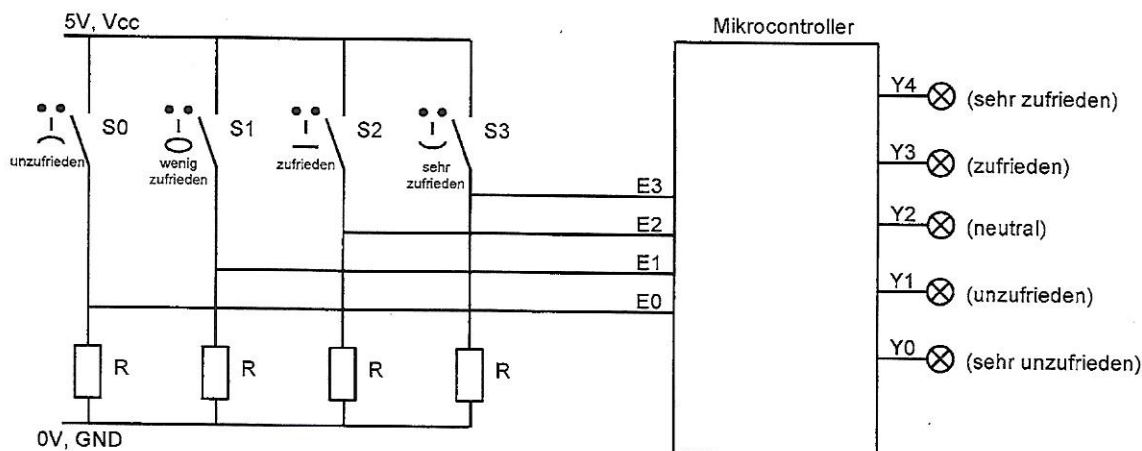 5V, Vcc
Mikrocontroller
S0
S1
S2
S3
unzufrieden
wenig
zufrieden
zufrieden
sehr
zufrieden
E3
E2
E1
E0
Y4
(sehr zufrieden)
Y3
(zufrieden)
Y2
(neutral)
Y1
(unzufrieden)
Y0
(sehr unzufrieden)
R
R
R
R
0V, GND